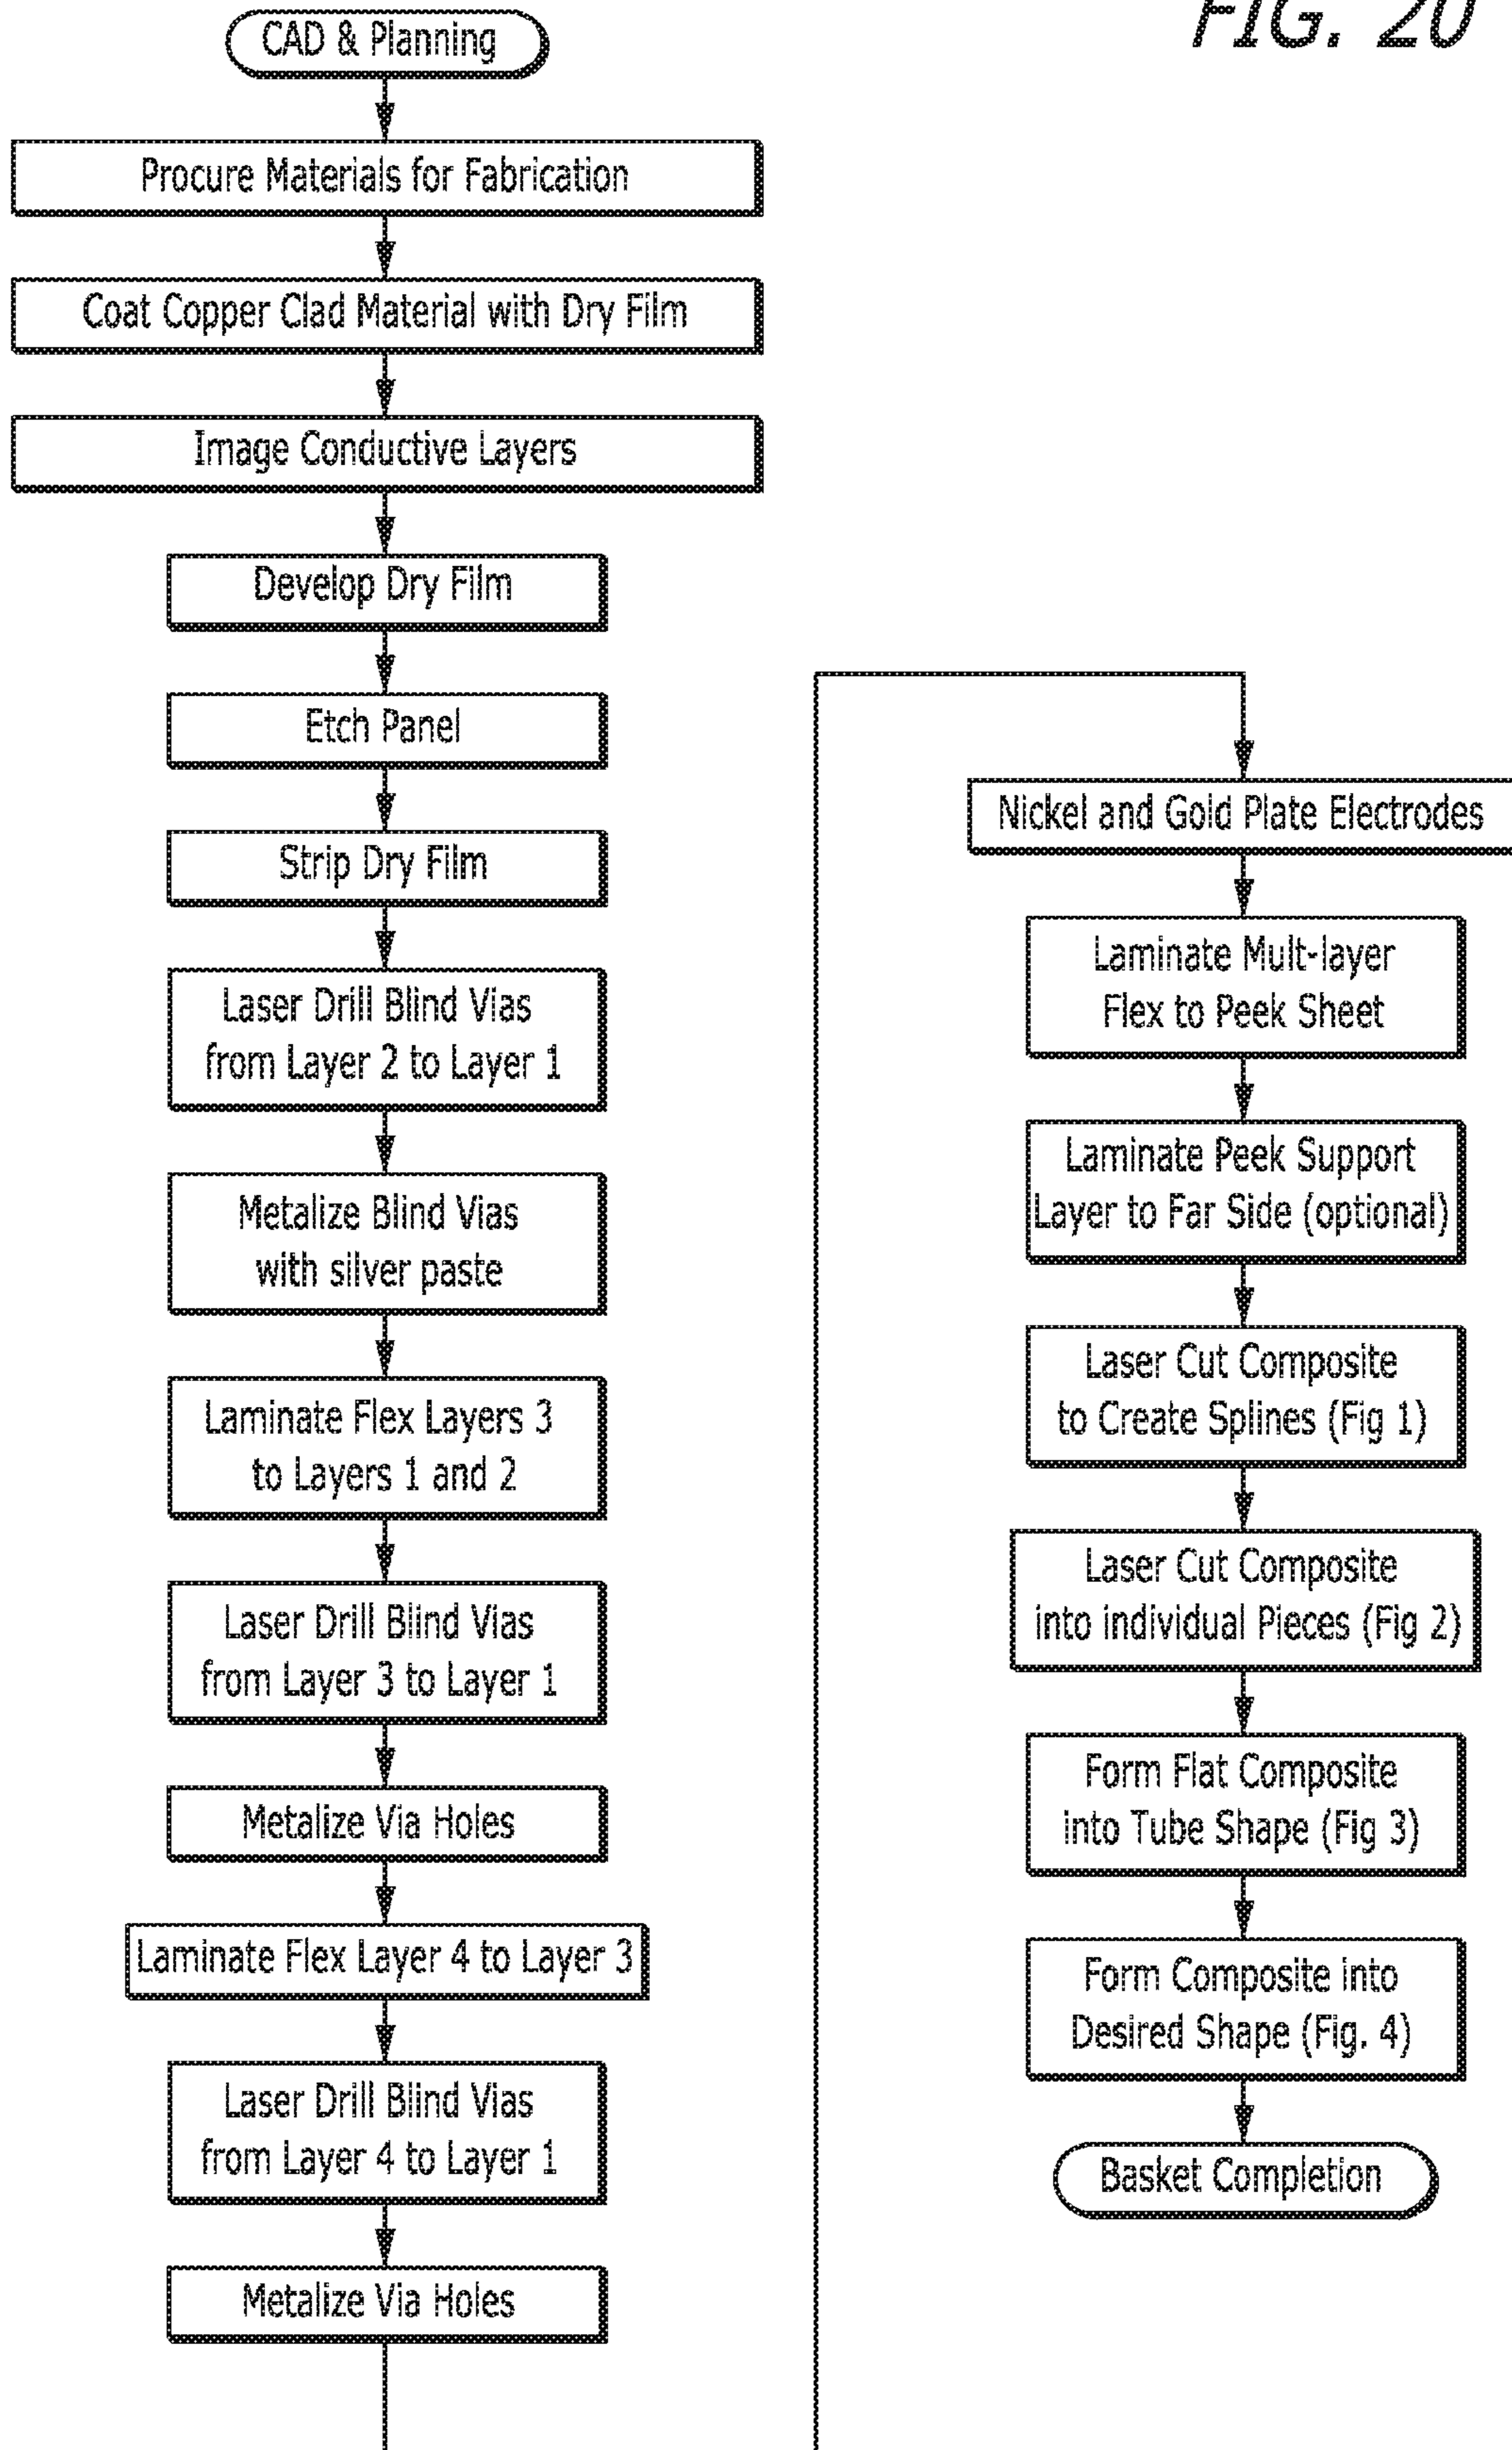 FIG. 20
CAD & Planning
Procure Materials for Fabrication
Coat Copper Clad Material with Dry Film
Image Conductive Layers
Develop Dry Film
Etch Panel
Strip Dry Film
Laser Drill Blind Vias
from Layer 2 to Layer 1
Metalize Blind Vias
with silver paste
Laminate Flex Layers 3
to Layers 1 and 2
Laser Drill Blind Vias
from Layer 3 to Layer 1
Metalize Via Holes
Laminate Flex Layer 4 to Layer 3
Laser Drill Blind Vias
from Layer 4 to Layer 1
Metalize Via Holes
Nickel and Gold Plate Electrodes
Laminate Mult-layer
Flex to Peek Sheet
Laminate Peek Support
Layer to Far Side (optional)
Laser Cut Composite
to Create Splines (Fig 1)
Laser Cut Composite
into individual Pieces (Fig 2)
Form Flat Composite
into Tube Shape (Fig 3)
Form Composite into
Desired Shape (Fig. 4)
Basket Completion